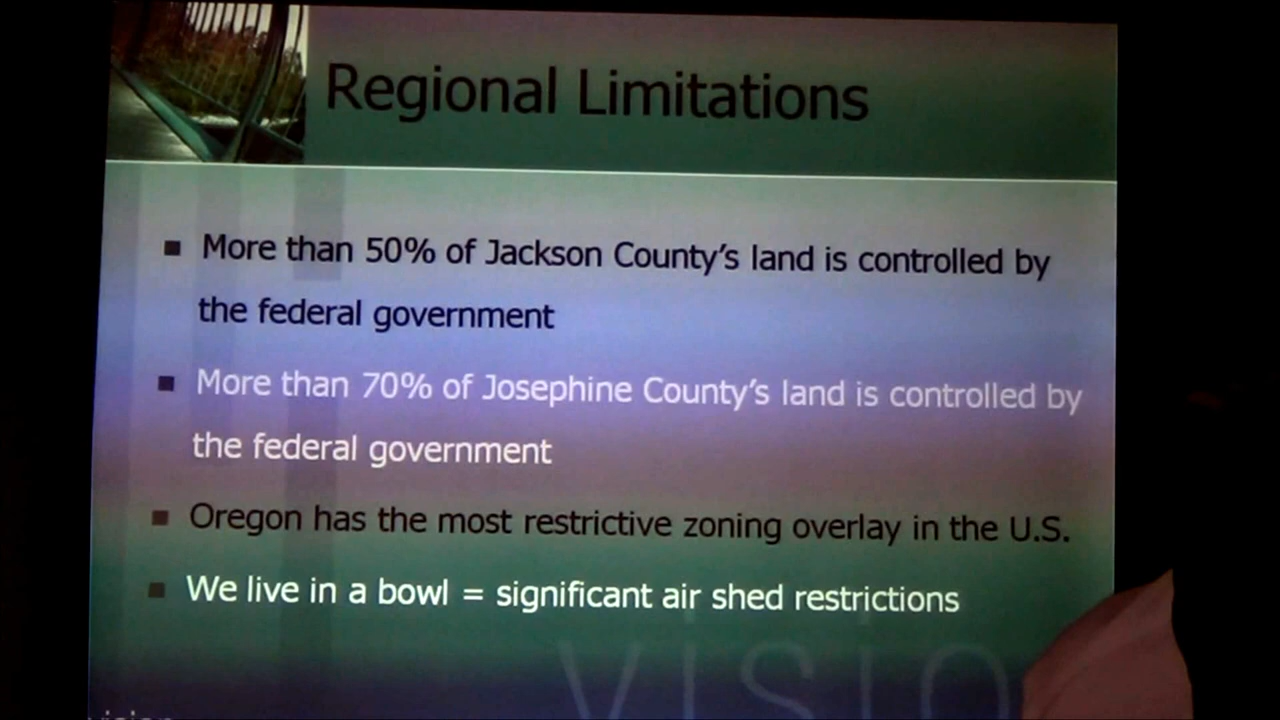 Regional Limitations
More than 50% of Jackson County's land is controlled by
the federal government
More than 70% of Josephine County's land is controlled by
the federal government
Oregon has the most restrictive zoning overlay in the U.S.
We live in a bowl = significant air shed restrictions
visio
vision